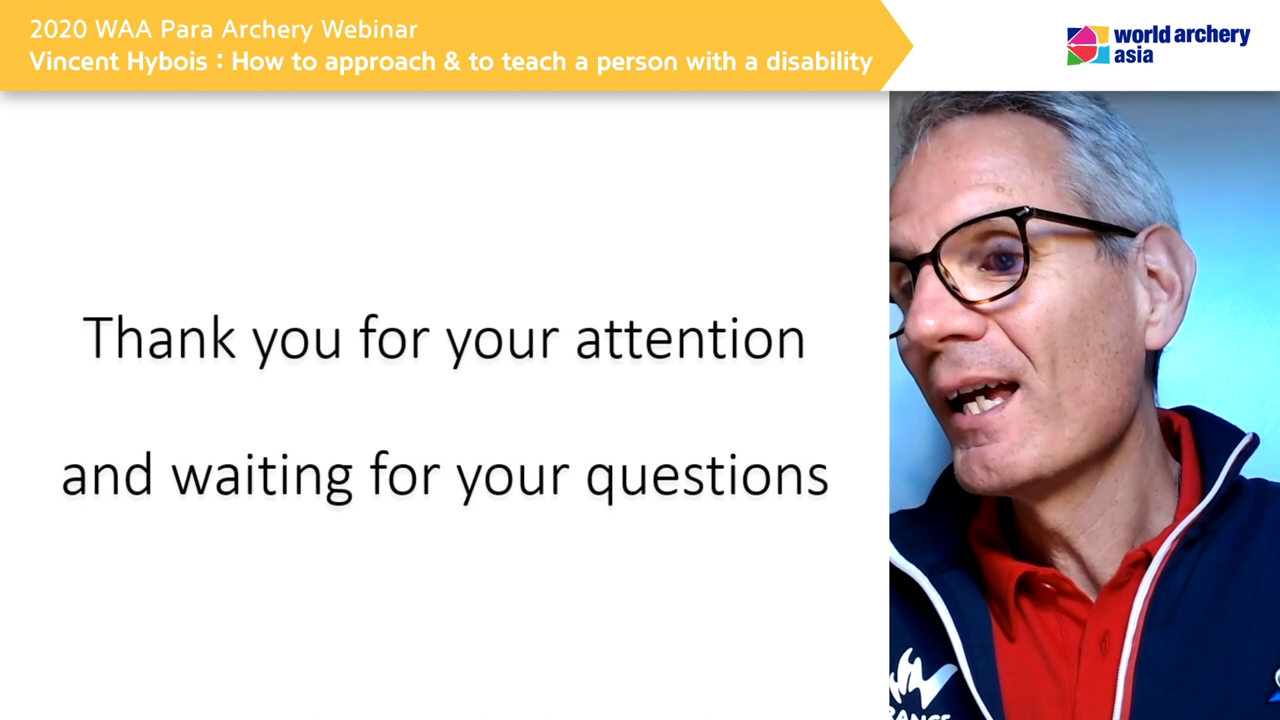 2020 WAA Para Archery Webinar
Vincent Hybois : How to approach & to teach a person with a disability
world archery
asia
Thank you for your attention
and waiting for your questions